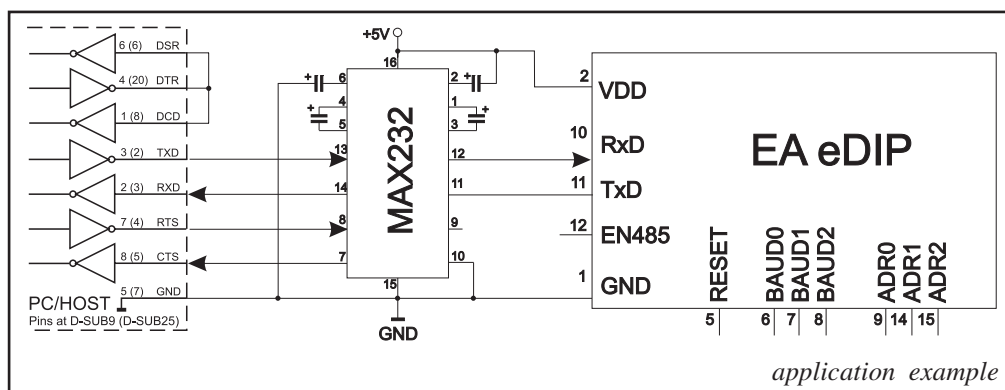 6 (6) DSR
4 (20) DTR
1 (8) DCD
3 (2) TXD
2 (3) RXD
7 (4) RTS
8 (5) CTS
5 (7) GND
PC/HOST
Pins at D-SUB9 (D-SUB25)
+5V
16
6
4
5
13
14
8
7
15
MAX232
2
1
3
12
11
9
10
+
+
+
+
GND
2 VDD
10 RxD
11 TxD
12 EN485
1 GND
EA eDIP
RESET
BAUD0
BAUD1
BAUD2
ADR0
ADR1
ADR2
5
6
7
8
9
14
15
application example